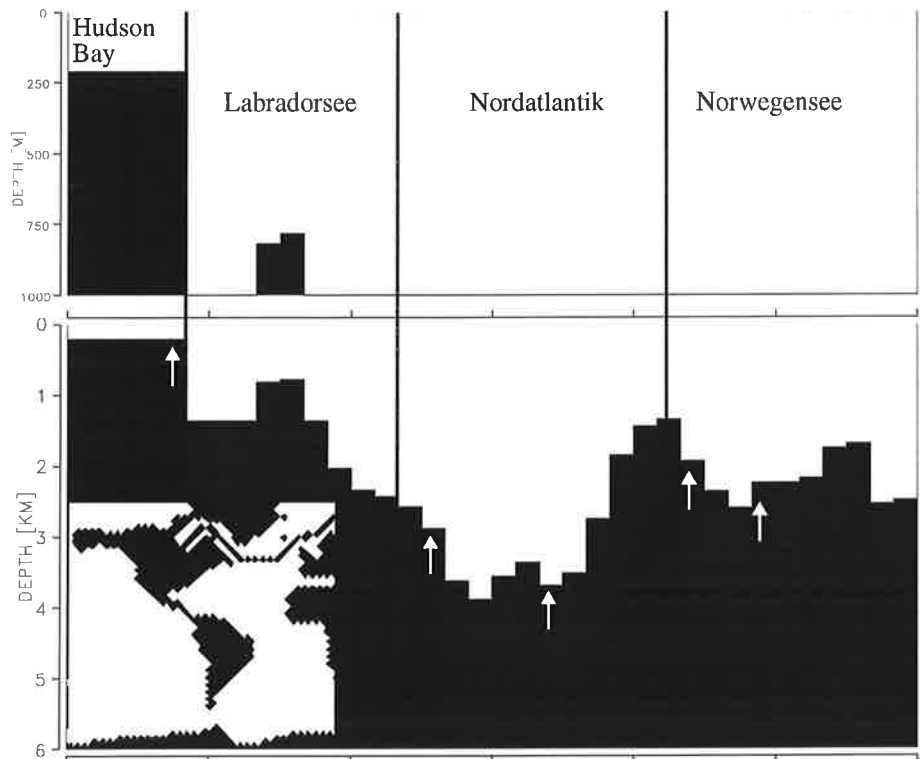 0
Hudson
Bay
250
Labradorsee
Nordatlantik
Norwegensee
500
DEPTH [M]
750
1000
0
1
2
3
4
5
6
DEPTH [KM]